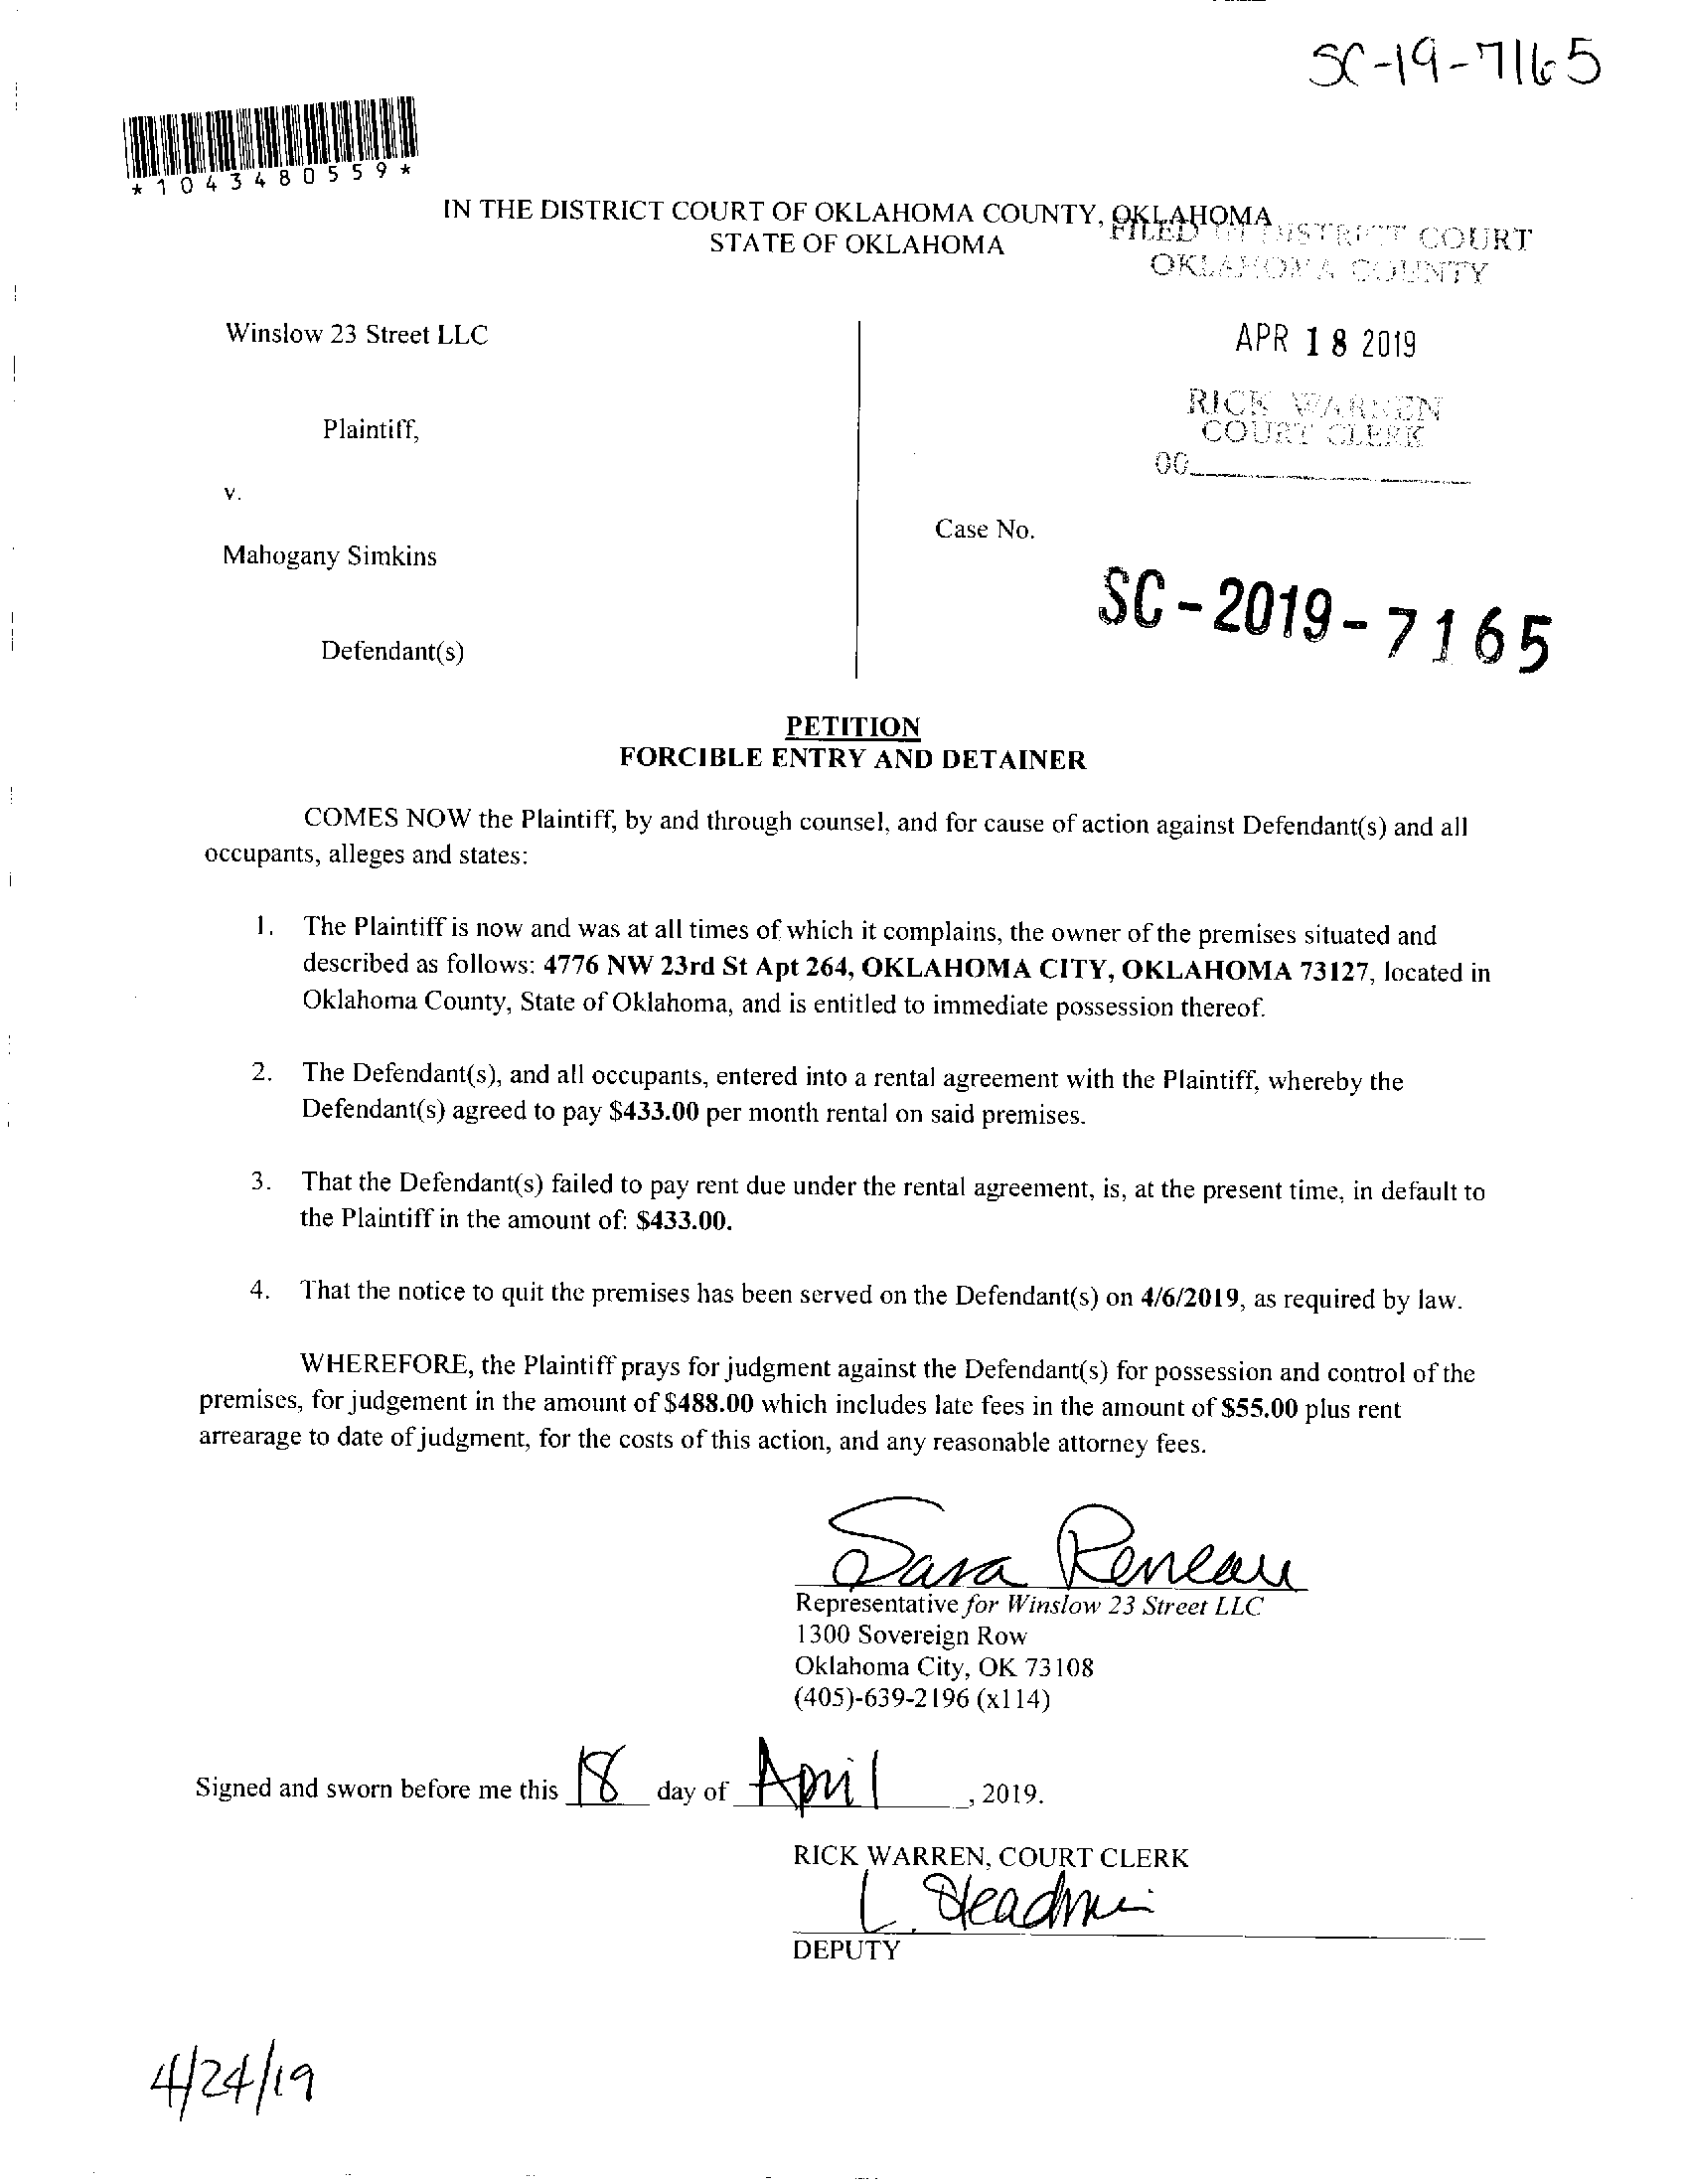 SC-19-7165
*1043480559*
IN THE DISTRICT COURT OF OKLAHOMA COUNTY, OKLAHOMA
STATE OF OKLAHOMA
FILED IN DISTRICT COURT
OKLAHOMA COUNTY
Winslow 23 Street LLC
APR 18 2019
RICK WARREN
COURT CLERK
Plaintiff,
v.
Case No.
Mahogany Simkins
SC-2019-7165
Defendant(s)
PETITION
FORCIBLE ENTRY AND DETAINER
COMES NOW the Plaintiff, by and through counsel, and for cause of action against Defendant(s) and all
occupants, alleges and states:
1. The Plaintiff is now and was at all times of which it complains, the owner of the premises situated and
described as follows: 4776 NW 23rd St Apt 264, OKLAHOMA CITY, OKLAHOMA 73127, located in
Oklahoma County, State of Oklahoma, and is entitled to immediate possession thereof.
2. The Defendant(s), and all occupants, entered into a rental agreement with the Plaintiff, whereby the
Defendant(s) agreed to pay $433.00 per month rental on said premises.
3. That the Defendant(s) failed to pay rent due under the rental agreement, is, at the present time, in default to
the Plaintiff in the amount of: $433.00.
4. That the notice to quit the premises has been served on the Defendant(s) on 4/6/2019, as required by law.
WHEREFORE, the Plaintiff prays for judgment against the Defendant(s) for possession and control of the
premises, for judgement in the amount of $488.00 which includes late fees in the amount of $55.00 plus rent
arrearage to date of judgment, for the costs of this action, and any reasonable attorney fees.
Sara Reneau
Representative for Winslow 23 Street LLC
1300 Sovereign Row
Oklahoma City, OK 73108
(405)-639-2196 (x114)
Signed and sworn before me this 18 day of April, 2019.
RICK WARREN, COURT CLERK
L.
DEPUTY
4/24/19